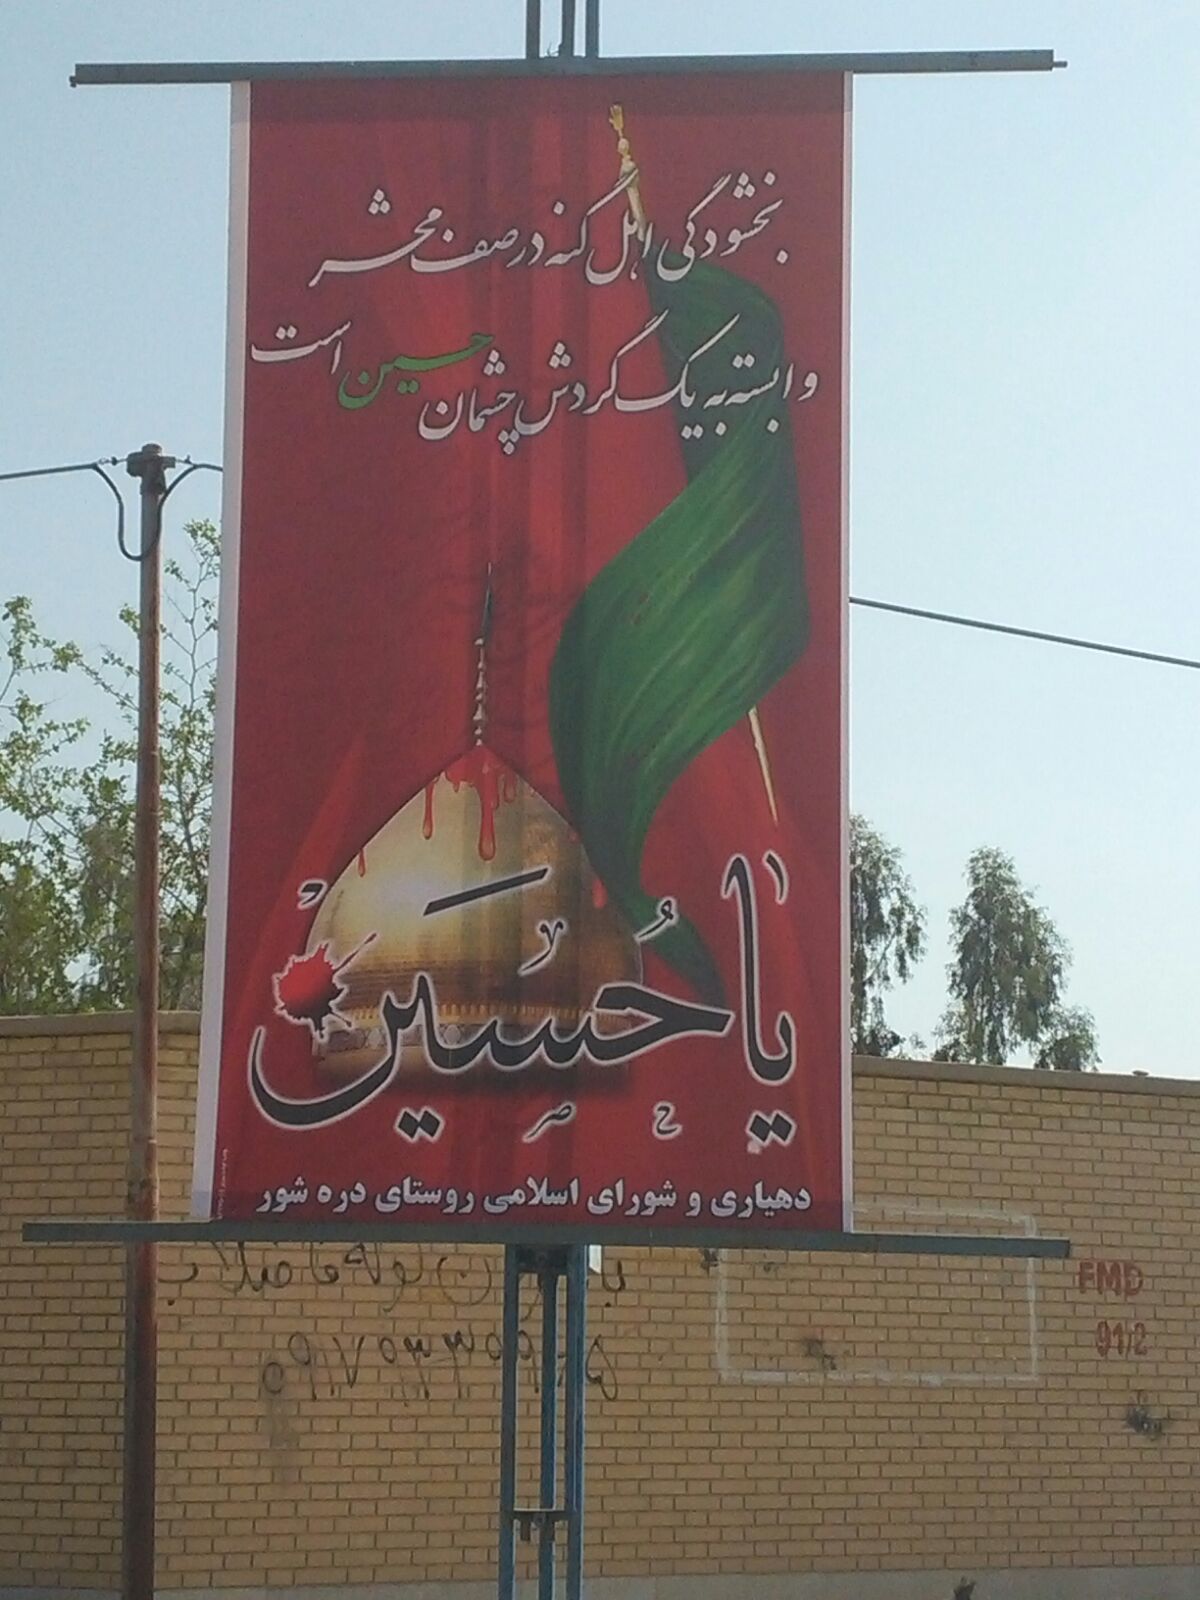 بخشودگی اهل گنه در صف محشر
وابسته به یک گردش چشمان حسین است
یا حُسَین
دهیاری و شورای اسلامی روستای دره شور
FMD
91/2